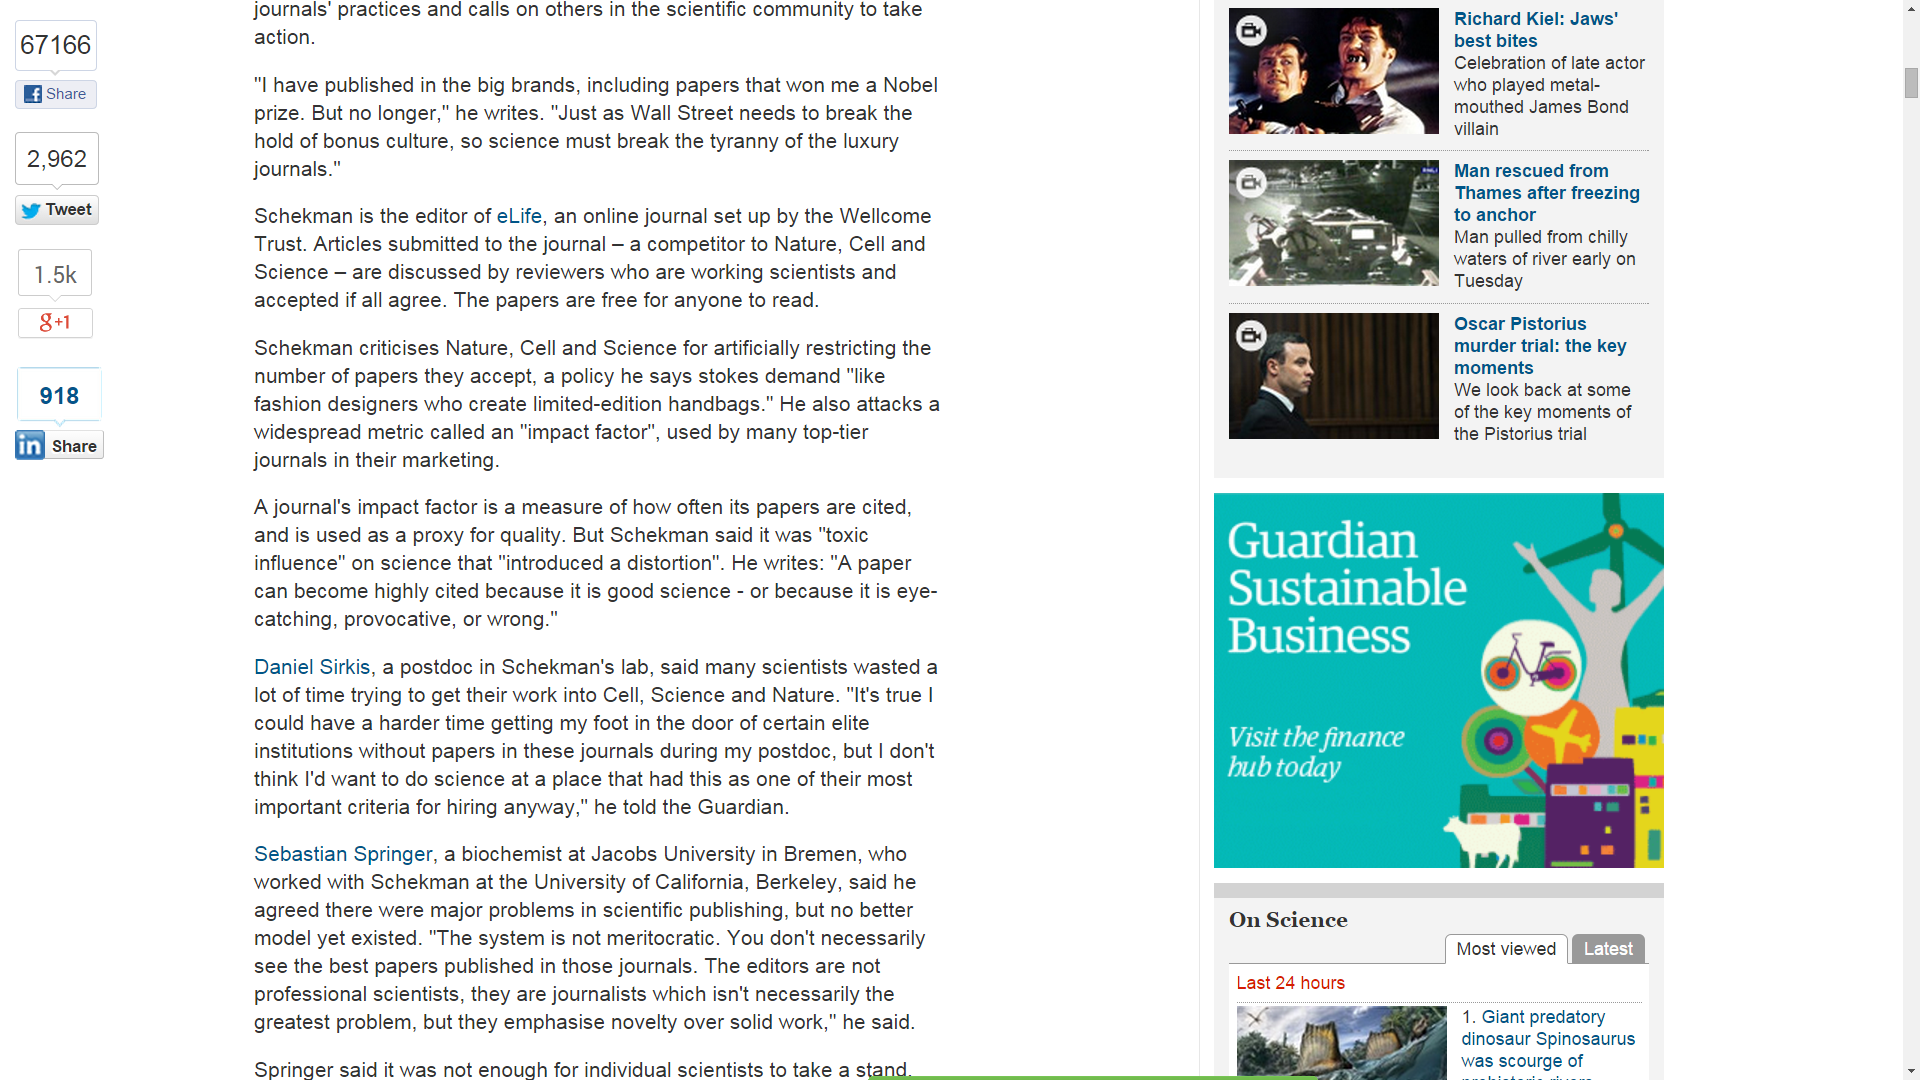 67166
Share
2,962
Tweet
1.5k
g+1
918
in Share
journals' practices and calls on others in the scientific community to take
action.
"I have published in the big brands, including papers that won me a Nobel
prize. But no longer," he writes. "Just as Wall Street needs to break the
hold of bonus culture, so science must break the tyranny of the luxury
journals."
Schekman is the editor of eLife, an online journal set up by the Wellcome
Trust. Articles submitted to the journal – a competitor to Nature, Cell and
Science – are discussed by reviewers who are working scientists and
accepted if all agree. The papers are free for anyone to read.
Schekman criticises Nature, Cell and Science for artificially restricting the
number of papers they accept, a policy he says stokes demand "like
fashion designers who create limited-edition handbags." He also attacks a
widespread metric called an "impact factor", used by many top-tier
journals in their marketing.
A journal's impact factor is a measure of how often its papers are cited,
and is used as a proxy for quality. But Schekman said it was "toxic
influence" on science that "introduced a distortion". He writes: "A paper
can become highly cited because it is good science - or because it is eye-
catching, provocative, or wrong."
Daniel Sirkis, a postdoc in Schekman's lab, said many scientists wasted a
lot of time trying to get their work into Cell, Science and Nature. "It's true I
could have a harder time getting my foot in the door of certain elite
institutions without papers in these journals during my postdoc, but I don't
think I'd want to do science at a place that had this as one of their most
important criteria for hiring anyway," he told the Guardian.
Sebastian Springer, a biochemist at Jacobs University in Bremen, who
worked with Schekman at the University of California, Berkeley, said he
agreed there were major problems in scientific publishing, but no better
model yet existed. "The system is not meritocratic. You don't necessarily
see the best papers published in those journals. The editors are not
professional scientists, they are journalists which isn't necessarily the
greatest problem, but they emphasise novelty over solid work," he said.
Springer said it was not enough for individual scientists to take a stand.
Richard Kiel: Jaws'
best bites
Celebration of late actor
who played metal-
mouthed James Bond
villain
Man rescued from
Thames after freezing
to anchor
Man pulled from chilly
waters of river early on
Tuesday
Oscar Pistorius
murder trial: the key
moments
We look back at some
of the key moments of
the Pistorius trial
Guardian
Sustainable
Business
Visit the finance
hub today
On Science
Most viewed
Latest
Last 24 hours
1. Giant predatory
dinosaur Spinosaurus
was scourge of
prehistoric rivers